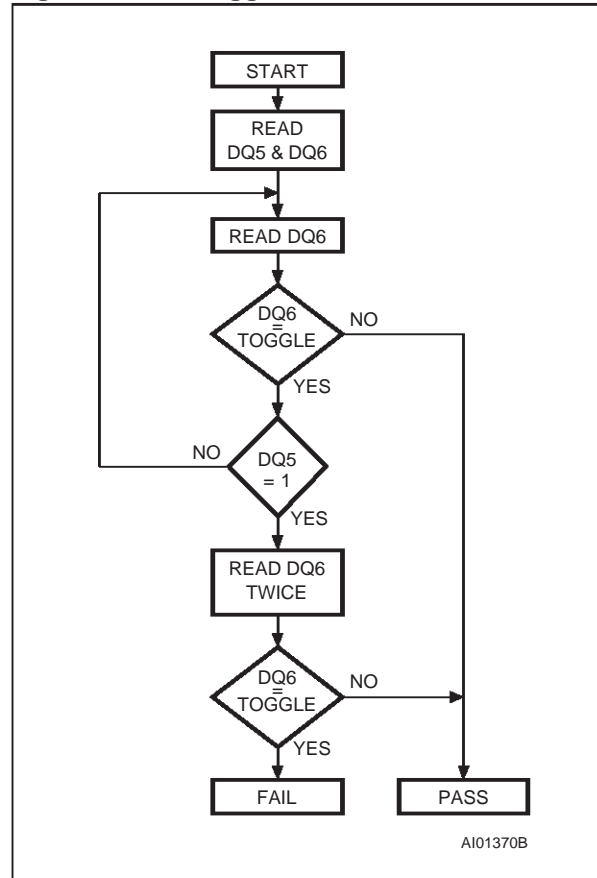 START
READ
DQ5 & DQ6
READ DQ6
DQ6
=
TOGGLE
NO
YES
NO
DQ5
= 1
YES
READ DQ6
TWICE
DQ6
=
TOGGLE
NO
YES
FAIL
PASS
AI01370B